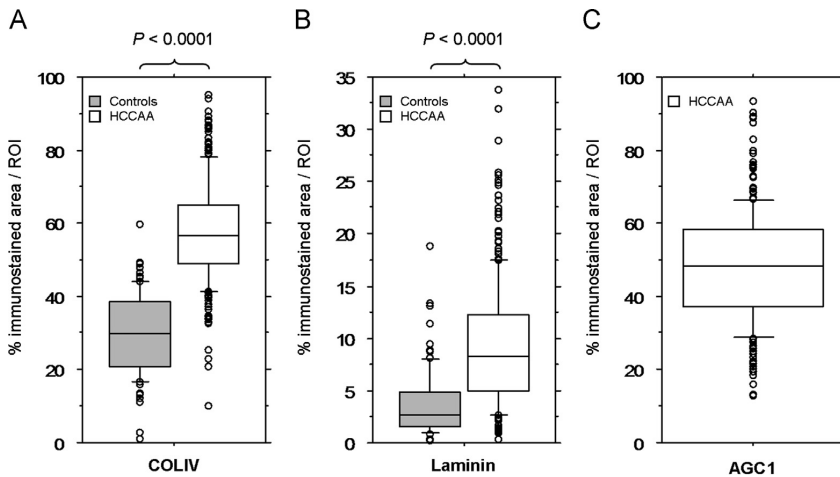 A
P < 0.0001
% immunostained area / ROI
100
80
60
40
20
0
Controls
HCCAA
COLIV
B
P < 0.0001
% immunostained area / ROI
35
30
25
20
15
10
5
0
Controls
HCCAA
Laminin
C
% immunostained area / ROI
100
80
60
40
20
0
HCCAA
AGC1